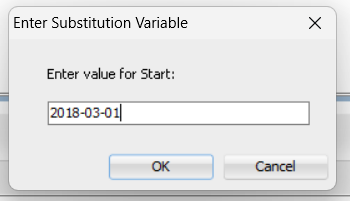 Enter Substitution Variable
Enter value for Start:
2018-03-01
OK
Cancel